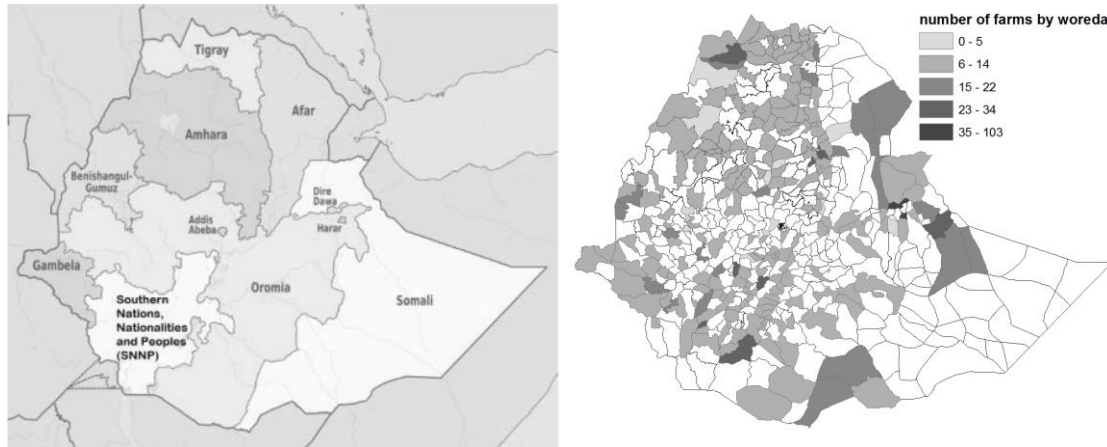 Tigray
Afar
Amhara
Benishangul-
Gumuz
Dire
Dawa
Addis
Abeba
Harar
Gambela
Oromia
Somali
Southern
Nations,
Nationalities
and Peoples
(SNNP)
number of farms by woreda
0 - 5
6 - 14
15 - 22
23 - 34
35 - 103